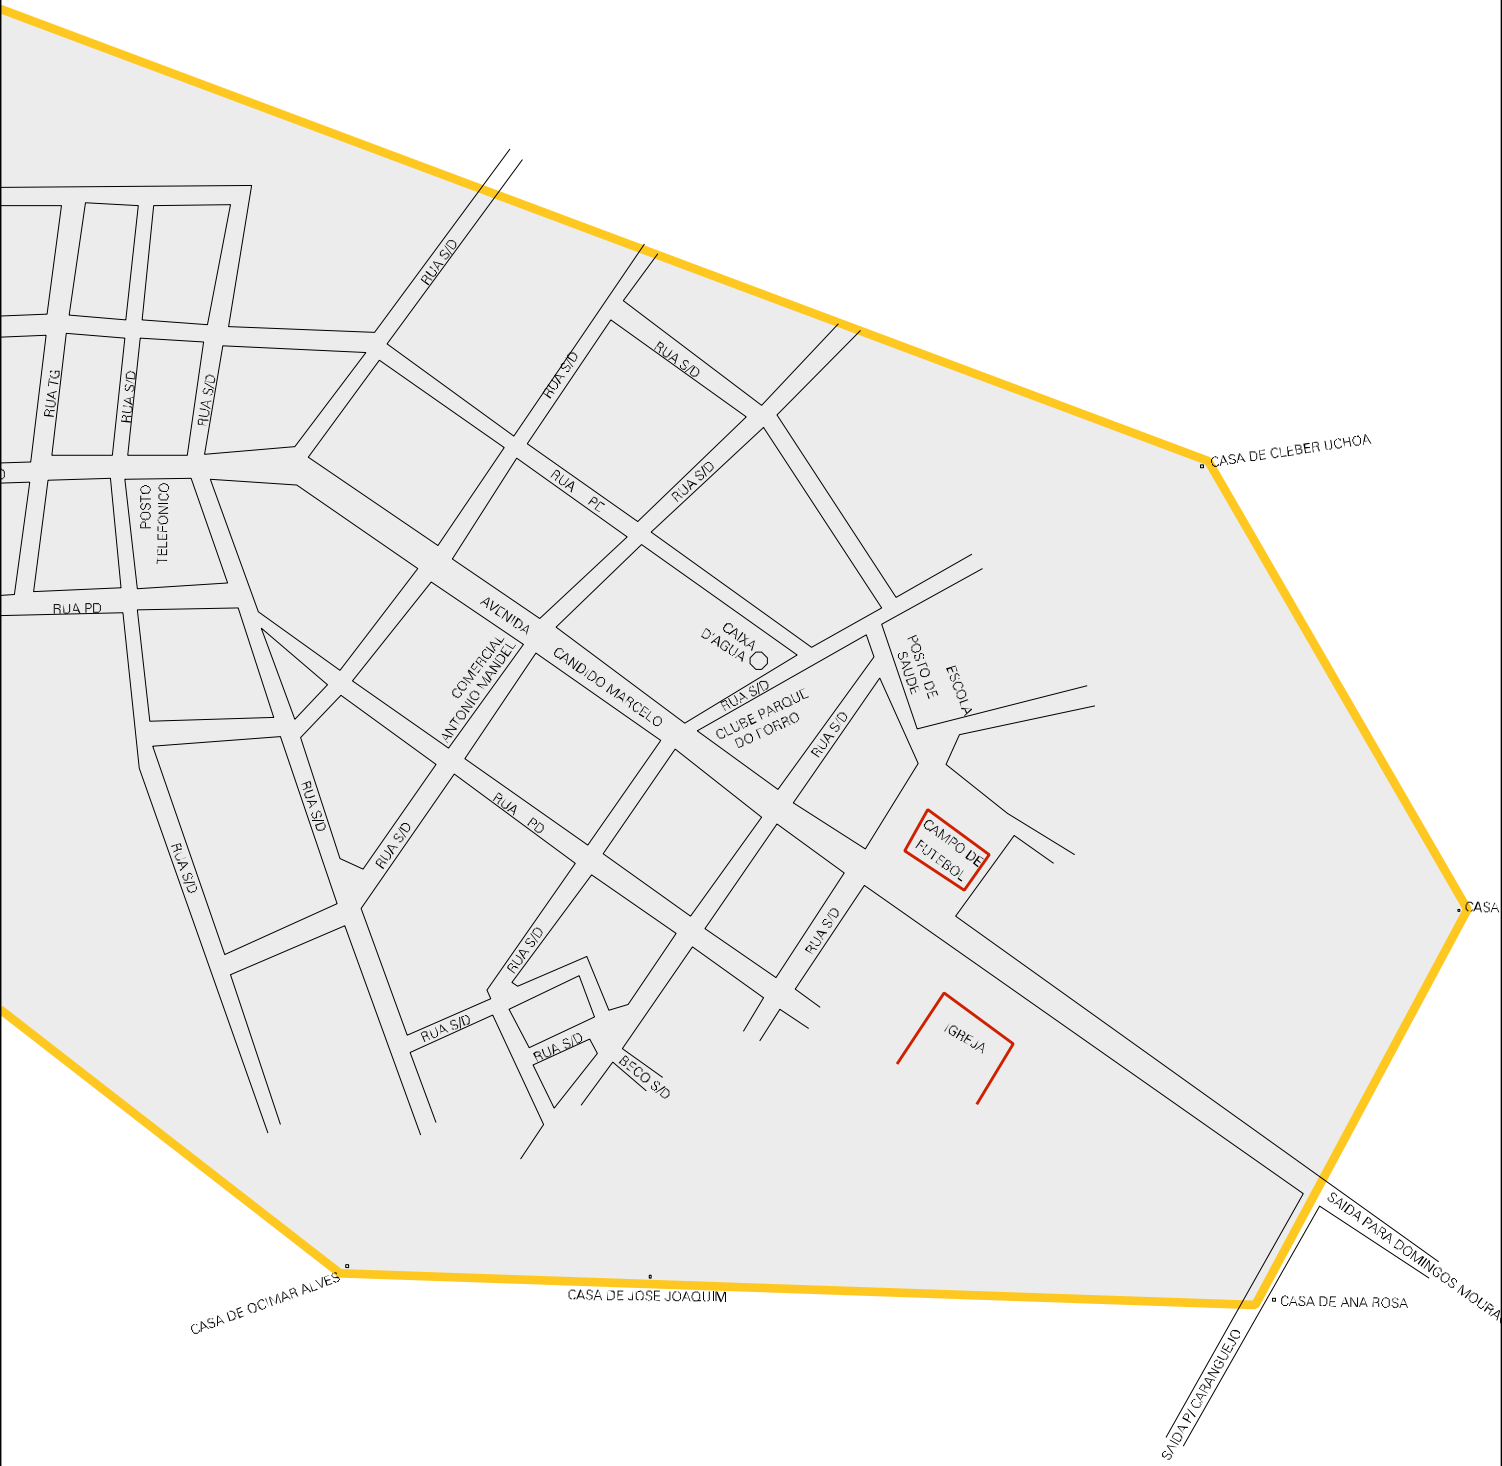 RUA S/D
RUA S/D
RUA S/D
RUA TG
RUA S/D
RUA S/D
CASA DE CLEBER UCHOA
RUA PE
RUA S/D
POSTO
TELEFONICO
RUA PD
AVENIDA
CANDIDO MARCELO
COMERCIAL
ANTONIO MANDEL
CAIXA
D'AGUA
RUA S/D
CLUBE PARQUE
DO FORRO
POSTO DE
SAUDE
ESCOLA
RUA S/D
RUA S/D
RUA PD
RUA S/D
RUA S/D
CAMPO DE
FUTEBOL
CASA
RUA S/D
RUA S/D
RUA S/D
RUA S/D
BECO S/D
IGREJA
SAIDA PARA DOMINGOS MOURA
CASA DE OCIMAR ALVES
CASA DE JOSE JOAQUIM
CASA DE ANA ROSA
SAIDA P/ CARANGUEJO